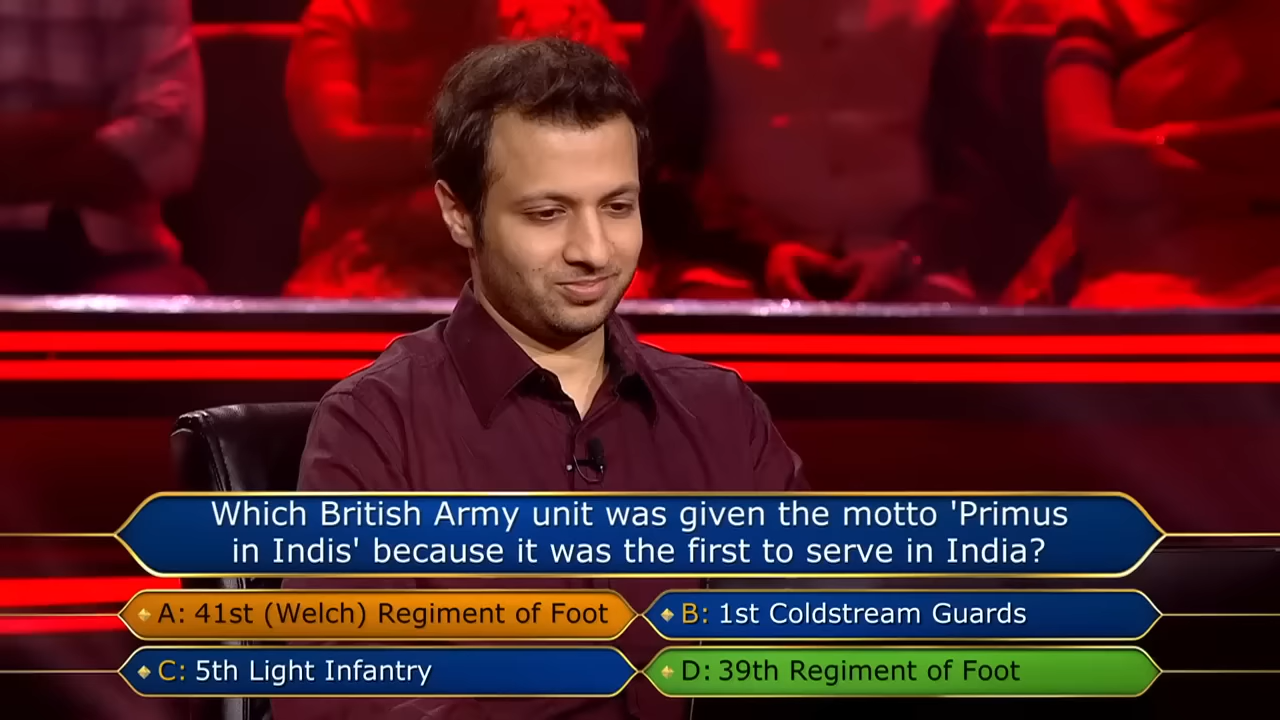 Which British Army unit was given the motto 'Primus
in Indis' because it was the first to serve in India?
A: 41st (Welch) Regiment of Foot
B: 1st Coldstream Guards
C: 5th Light Infantry
D: 39th Regiment of Foot